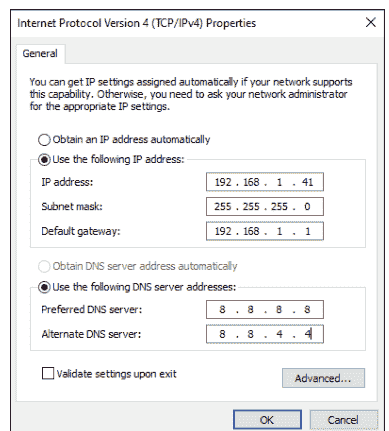 Internet Protocol Version 4 (TCP/IPv4) Properties
General
You can get IP settings assigned automatically if your network supports
this capability. Otherwise, you need to ask your network administrator
for the appropriate IP settings.
Obtain an IP address automatically
Use the following IP address:
IP address: 192 . 168 . 1 . 41
Subnet mask: 255 . 255 . 255 . 0
Default gateway: 192 . 168 . 1 . 1
Obtain DNS server address automatically
Use the following DNS server addresses:
Preferred DNS server: 8 . 8 . 8 . 8
Alternate DNS server: 8 . 8 . 4 . 4
Validate settings upon exit
Advanced...
OK Cancel